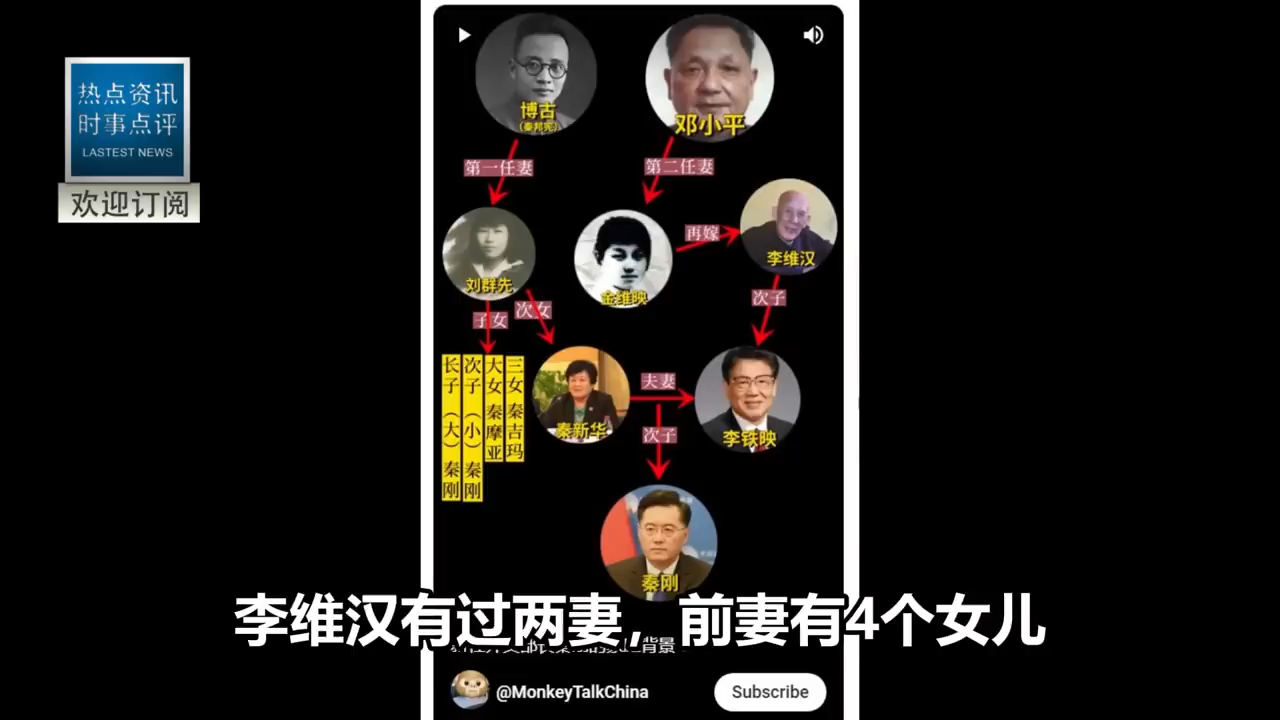 热点资讯
时事点评
LASTEST NEWS
欢迎订阅
博古
(秦邦宪)
邓小平
第一任妻
第二任妻
刘群先
金维映
再嫁
李维汉
子女
次女
次子
长子（大）秦刚
次子（小）秦刚
大女 秦摩亚
三女 秦吉玛
秦新华
夫妻
李铁映
次子
秦刚
李维汉有过两妻，前妻有4个女儿
背景
@MonkeyTalkChina
Subscribe